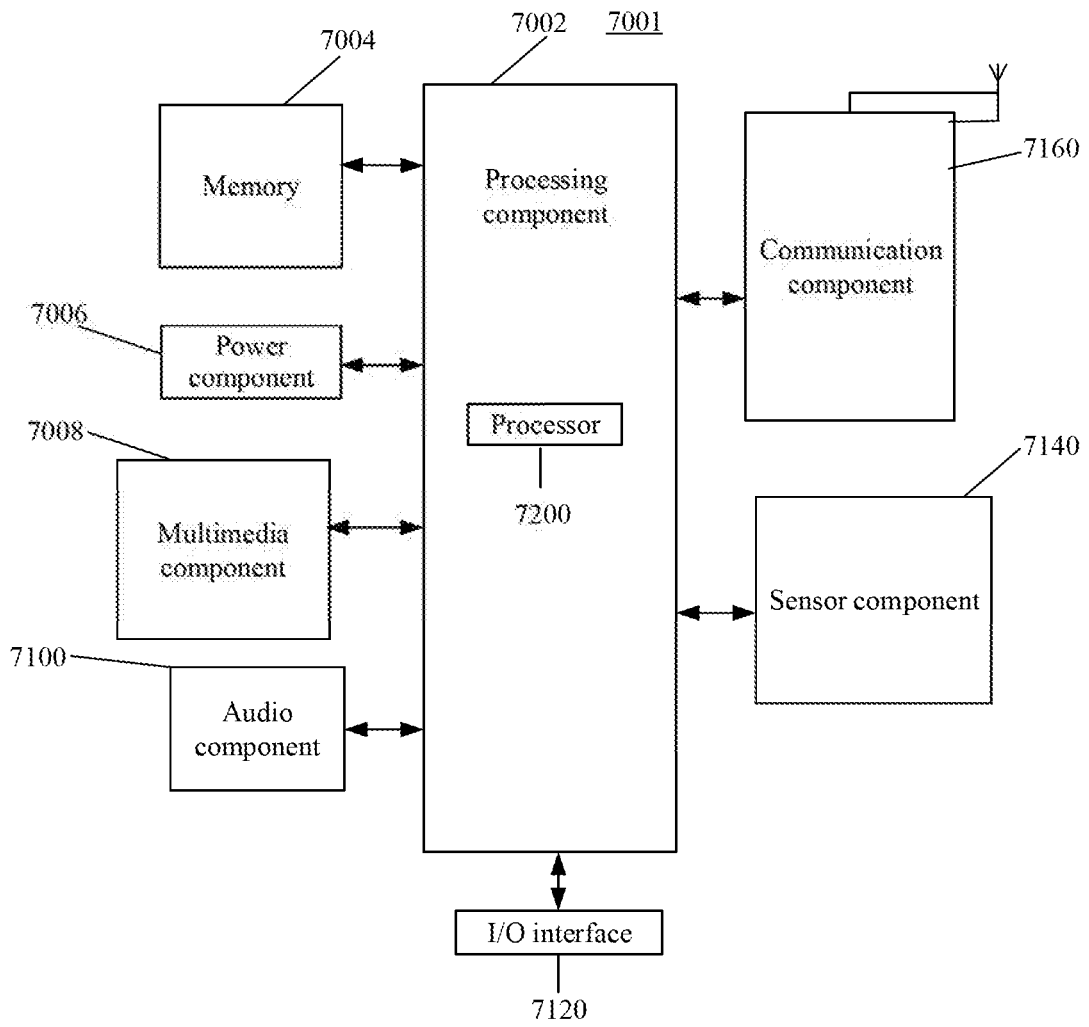 7001
7002
7004
Memory
Processing
component
7160
Communication
component
7006
Power
component
Processor
7200
7008
Multimedia
component
7140
Sensor component
7100
Audio
component
I/O interface
7120